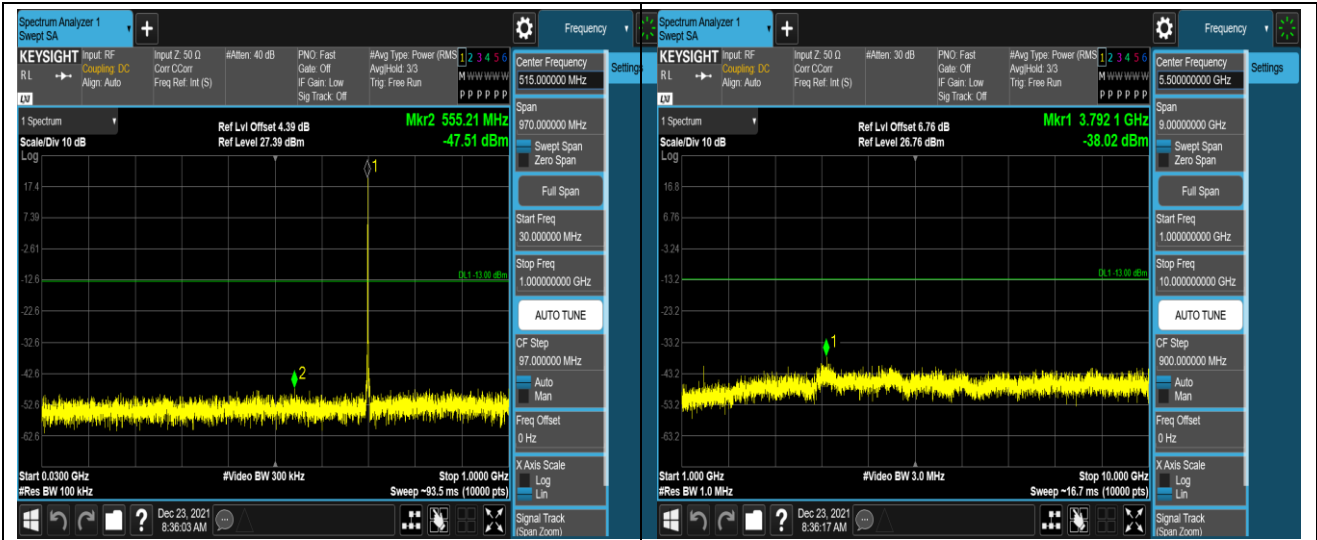 Spectrum Analyzer 1
Swept SA
+
Frequency
KEYSIGHT
RL
LXI
Input: RF
Coupling: DC
Align: Auto
Input Z: 50 Ω
Corr CCorr
Freq Ref: Int (S)
#Atten: 40 dB
PNO: Fast
Gate: Off
IF Gain: Low
Sig Track: Off
#Avg Type: Power (RMS
Avg|Hold: 3/3
Trig: Free Run
1 2 3 4 5 6
M W W W W W
P P P P P P
Center Frequency
515.000000 MHz
Settings
1 Spectrum
Scale/Div 10 dB
Log
Ref Lvl Offset 4.39 dB
Ref Level 27.39 dBm
Mkr2 555.21 MHz
-47.51 dBm
1
17.4
7.39
-2.61
-12.6
DL1 -13.00 dBm
-22.6
-32.6
-42.6
2
-52.6
-62.6
Start 0.0300 GHz
#Res BW 100 kHz
#Video BW 300 kHz
Stop 1.0000 GHz
Sweep ~93.5 ms (10000 pts)
Span
970.000000 MHz
Swept Span
Zero Span
Full Span
Start Freq
30.000000 MHz
Stop Freq
1.000000000 GHz
AUTO TUNE
CF Step
97.000000 MHz
Auto
Man
Freq Offset
0 Hz
X Axis Scale
Log
Lin
Signal Track
(Span Zoom)
?
Dec 23, 2021
8:36:03 AM
Spectrum Analyzer 1
Swept SA
+
Frequency
KEYSIGHT
RL
LXI
Input: RF
Coupling: DC
Align: Auto
Input Z: 50 Ω
Corr CCorr
Freq Ref: Int (S)
#Atten: 30 dB
PNO: Fast
Gate: Off
IF Gain: Low
Sig Track: Off
#Avg Type: Power (RMS
Avg|Hold: 3/3
Trig: Free Run
1 2 3 4 5 6
M W W W W W
P P P P P P
Center Frequency
5.500000000 GHz
Settings
1 Spectrum
Scale/Div 10 dB
Log
Ref Lvl Offset 6.76 dB
Ref Level 26.76 dBm
Mkr1 3.792 1 GHz
-38.02 dBm
16.8
6.76
-3.24
-13.2
DL1 -13.00 dBm
-23.2
-33.2
1
-43.2
-53.2
-63.2
Start 1.000 GHz
#Res BW 1.0 MHz
#Video BW 3.0 MHz
Stop 10.000 GHz
Sweep ~16.7 ms (10000 pts)
Span
9.00000000 GHz
Swept Span
Zero Span
Full Span
Start Freq
1.000000000 GHz
Stop Freq
10.000000000 GHz
AUTO TUNE
CF Step
900.000000 MHz
Auto
Man
Freq Offset
0 Hz
X Axis Scale
Log
Lin
Signal Track
(Span Zoom)
?
Dec 23, 2021
8:36:17 AM